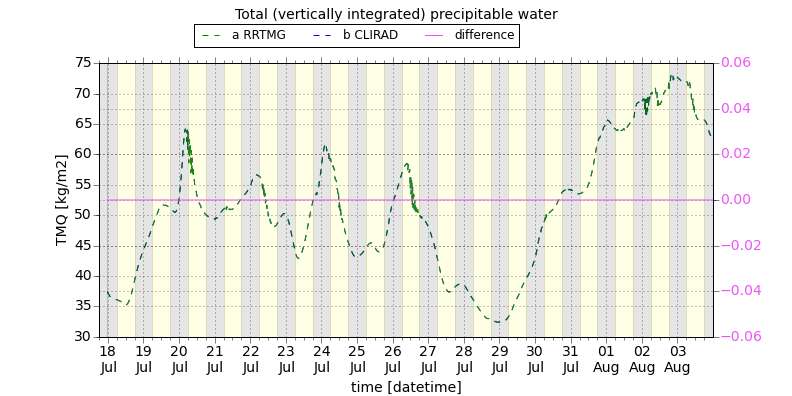 Total (vertically integrated) precipitable water
a RRTMG b CLIRAD difference
75 0.06
70 0.04
65
60 0.02
55
50 0.00
45 −0.02
40
35 −0.04
30 −0.06
TMQ [kg/m2]
18 19 20 21 22 23 24 25 26 27 28 29 30 31 01 02 03
Jul Jul Jul Jul Jul Jul Jul Jul Jul Jul Jul Jul Jul Jul Aug Aug Aug
time [datetime]